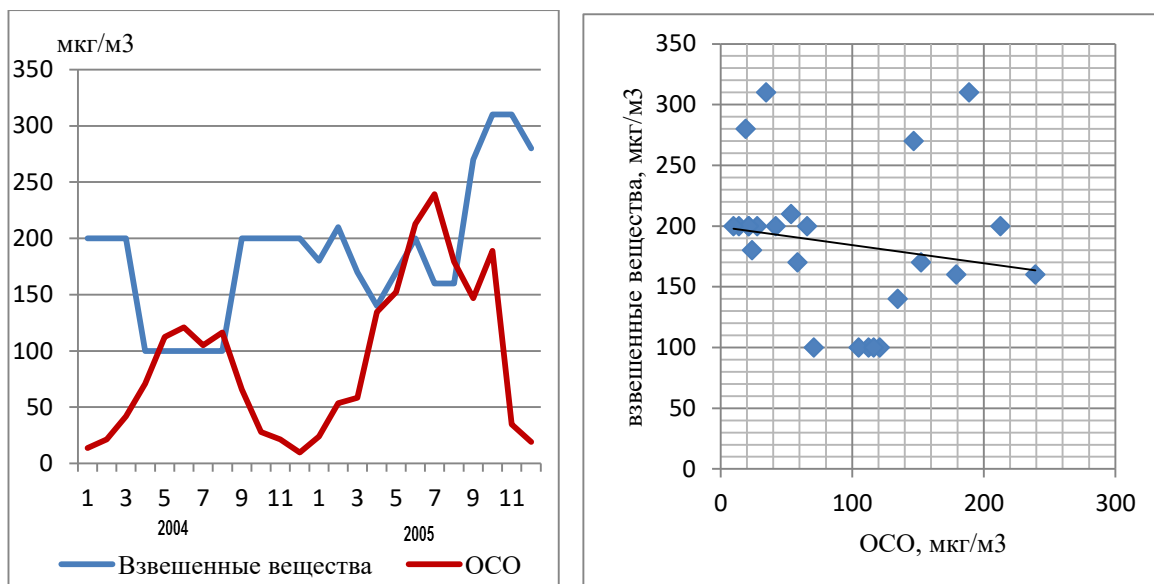 мкг/м3
350
300
250
200
150
100
50
0
1 3 5 7 9 11 1 3 5 7 9 11
2004 2005
Взвешенные вещества ОСО
350
300
250
200
150
100
50
0
0 100 200 300
взвешенные вещества, мкг/м3
ОСО, мкг/м3